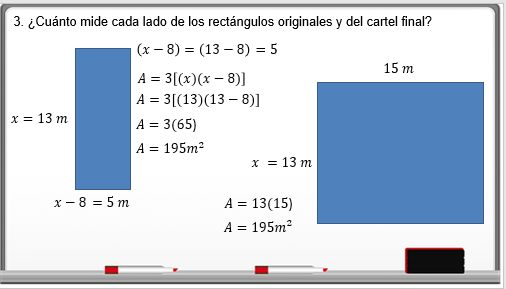 3. ¿Cuánto mide cada lado de los rectángulos originales y del cartel final?
(x − 8) = (13 − 8) = 5
A = 3[(x)(x − 8)]
A = 3[(13)(13 − 8)]
A = 3(65)
A = 195m²
x = 13 m
x − 8 = 5 m
15 m
x = 13 m
A = 13(15)
A = 195m²